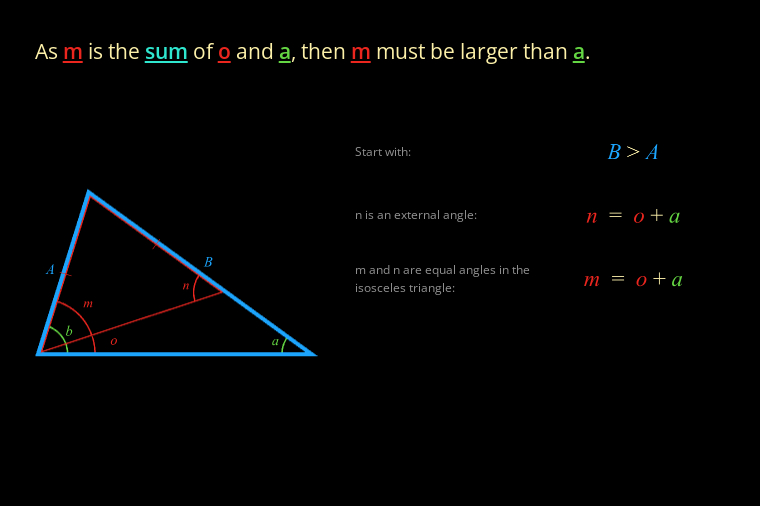 As m is the sum of o and a, then m must be larger than a.
Start with:
B > A
n is an external angle:
n = o + a
m and n are equal angles in the
isosceles triangle:
m = o + a
A
B
n
m
b
o
a